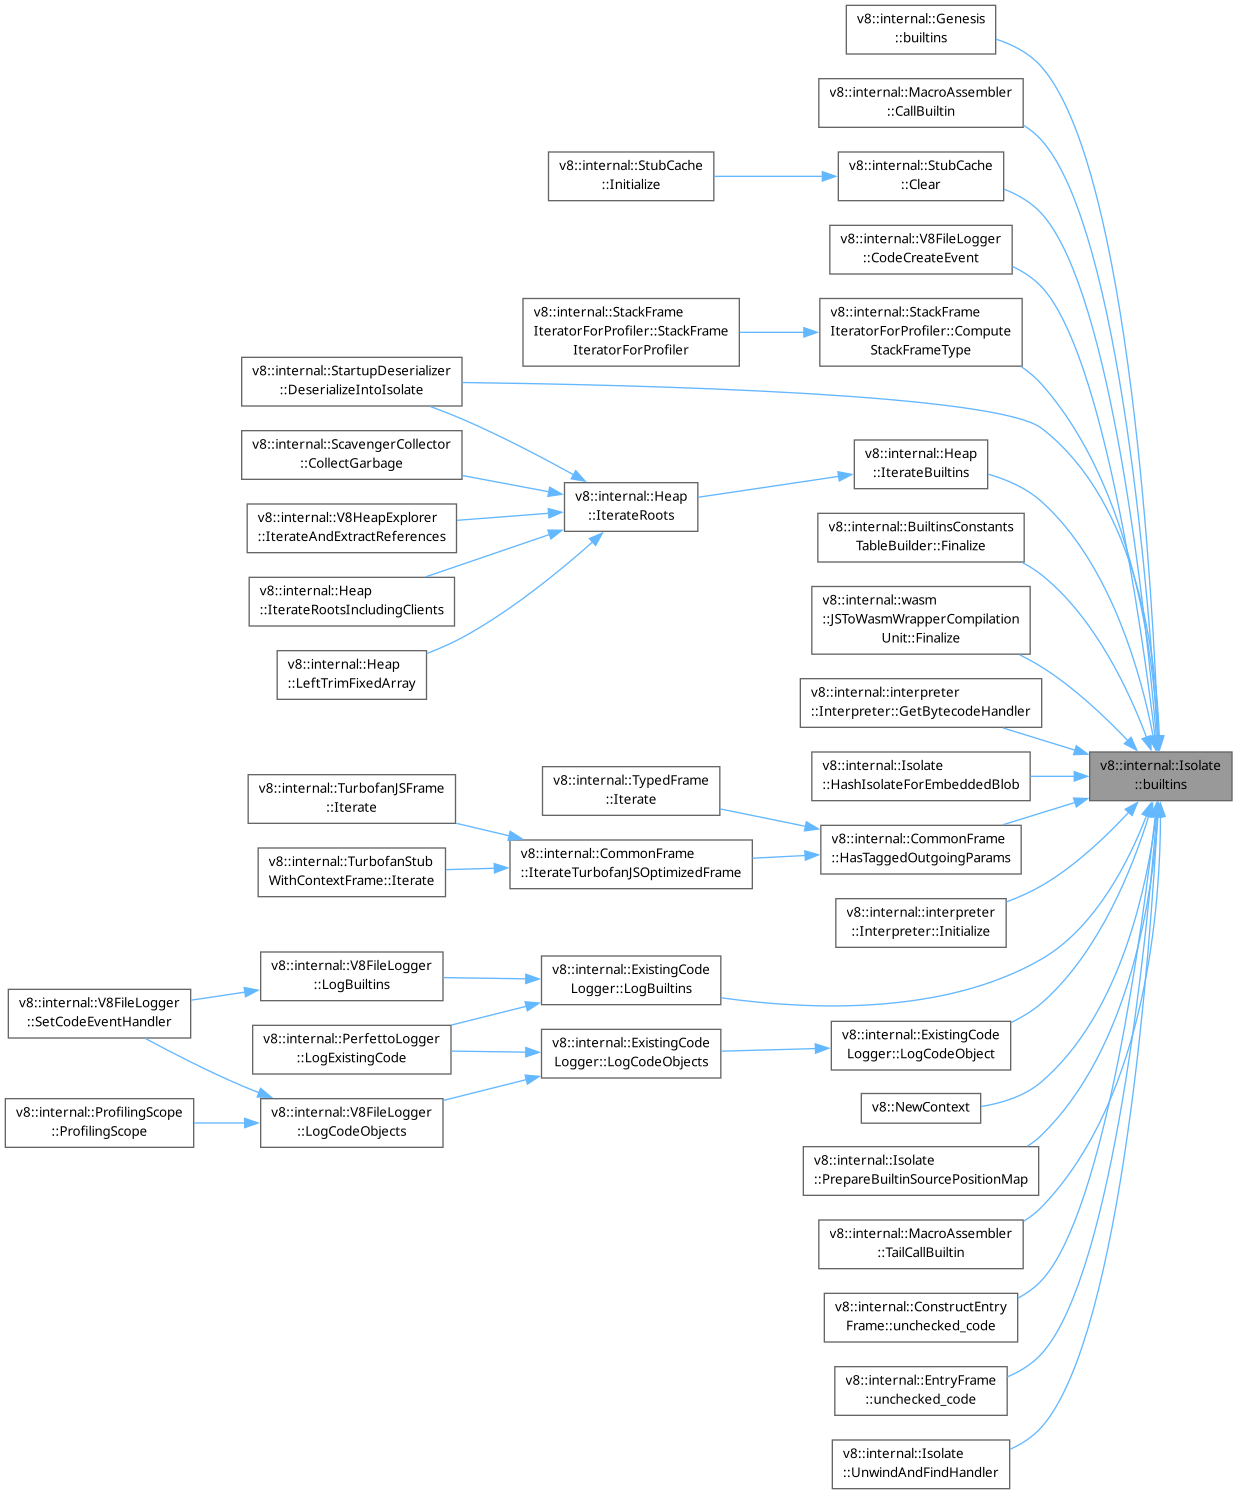 v8::internal::Genesis
::builtins
v8::internal::MacroAssembler
::CallBuiltin
v8::internal::StubCache
::Initialize
v8::internal::StubCache
::Clear
v8::internal::V8FileLogger
::CodeCreateEvent
v8::internal::StackFrame
IteratorForProfiler::StackFrame
IteratorForProfiler
v8::internal::StackFrame
IteratorForProfiler::Compute
StackFrameType
v8::internal::StartupDeserializer
::DeserializeIntoIsolate
v8::internal::ScavengerCollector
::CollectGarbage
v8::internal::Heap
::IterateBuiltins
v8::internal::V8HeapExplorer
::IterateAndExtractReferences
v8::internal::Heap
::IterateRoots
v8::internal::BuiltinsConstants
TableBuilder::Finalize
v8::internal::Heap
::IterateRootsIncludingClients
v8::internal::wasm
::JSToWasmWrapperCompilation
Unit::Finalize
v8::internal::Heap
::LeftTrimFixedArray
v8::internal::interpreter
::Interpreter::GetBytecodeHandler
v8::internal::Isolate
::HashIsolateForEmbeddedBlob
v8::internal::Isolate
::builtins
v8::internal::TurbofanJSFrame
::Iterate
v8::internal::TypedFrame
::Iterate
v8::internal::CommonFrame
::HasTaggedOutgoingParams
v8::internal::TurbofanStub
WithContextFrame::Iterate
v8::internal::CommonFrame
::IterateTurbofanJSOptimizedFrame
v8::internal::interpreter
::Interpreter::Initialize
v8::internal::V8FileLogger
::LogBuiltins
v8::internal::ExistingCode
Logger::LogBuiltins
v8::internal::V8FileLogger
::SetCodeEventHandler
v8::internal::PerfettoLogger
::LogExistingCode
v8::internal::ExistingCode
Logger::LogCodeObjects
v8::internal::ExistingCode
Logger::LogCodeObject
v8::internal::ProfilingScope
::ProfilingScope
v8::internal::V8FileLogger
::LogCodeObjects
v8::NewContext
v8::internal::Isolate
::PrepareBuiltinSourcePositionMap
v8::internal::MacroAssembler
::TailCallBuiltin
v8::internal::ConstructEntry
Frame::unchecked_code
v8::internal::EntryFrame
::unchecked_code
v8::internal::Isolate
::UnwindAndFindHandler